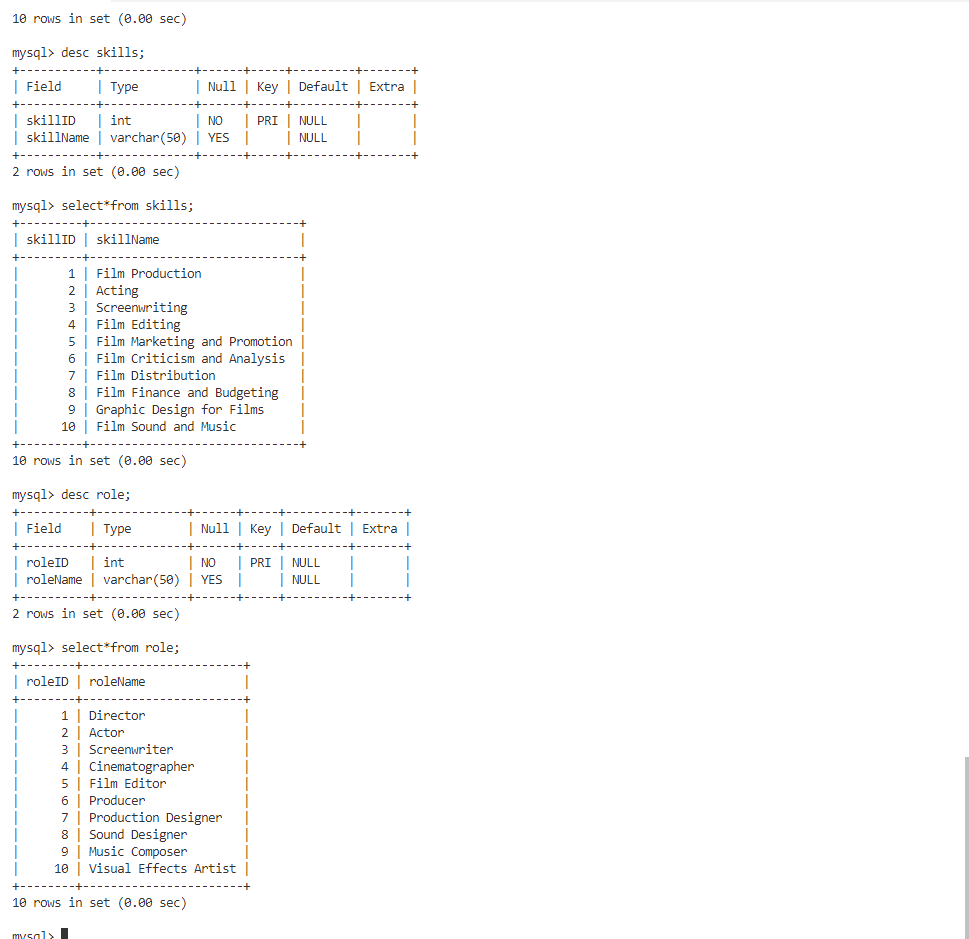 10 rows in set (0.00 sec)
mysql> desc skills;
+-----------+-------------+------+-----+---------+-------+
| Field     | Type        | Null | Key | Default | Extra |
+-----------+-------------+------+-----+---------+-------+
| skillID   | int         | NO   | PRI | NULL    |       |
| skillName | varchar(50) | YES  |     | NULL    |       |
+-----------+-------------+------+-----+---------+-------+
2 rows in set (0.00 sec)
mysql> select*from skills;
+---------+------------------------------+
| skillID | skillName                    |
+---------+------------------------------+
|       1 | Film Production              |
|       2 | Acting                       |
|       3 | Screenwriting                |
|       4 | Film Editing                 |
|       5 | Film Marketing and Promotion |
|       6 | Film Criticism and Analysis  |
|       7 | Film Distribution            |
|       8 | Film Finance and Budgeting   |
|       9 | Graphic Design for Films     |
|      10 | Film Sound and Music         |
+---------+------------------------------+
10 rows in set (0.00 sec)
mysql> desc role;
+----------+-------------+------+-----+---------+-------+
| Field    | Type        | Null | Key | Default | Extra |
+----------+-------------+------+-----+---------+-------+
| roleID   | int         | NO   | PRI | NULL    |       |
| roleName | varchar(50) | YES  |     | NULL    |       |
+----------+-------------+------+-----+---------+-------+
2 rows in set (0.00 sec)
mysql> select*from role;
+--------+-----------------------+
| roleID | roleName              |
+--------+-----------------------+
|      1 | Director              |
|      2 | Actor                 |
|      3 | Screenwriter          |
|      4 | Cinematographer       |
|      5 | Film Editor           |
|      6 | Producer              |
|      7 | Production Designer   |
|      8 | Sound Designer        |
|      9 | Music Composer        |
|     10 | Visual Effects Artist |
+--------+-----------------------+
10 rows in set (0.00 sec)
mysql>